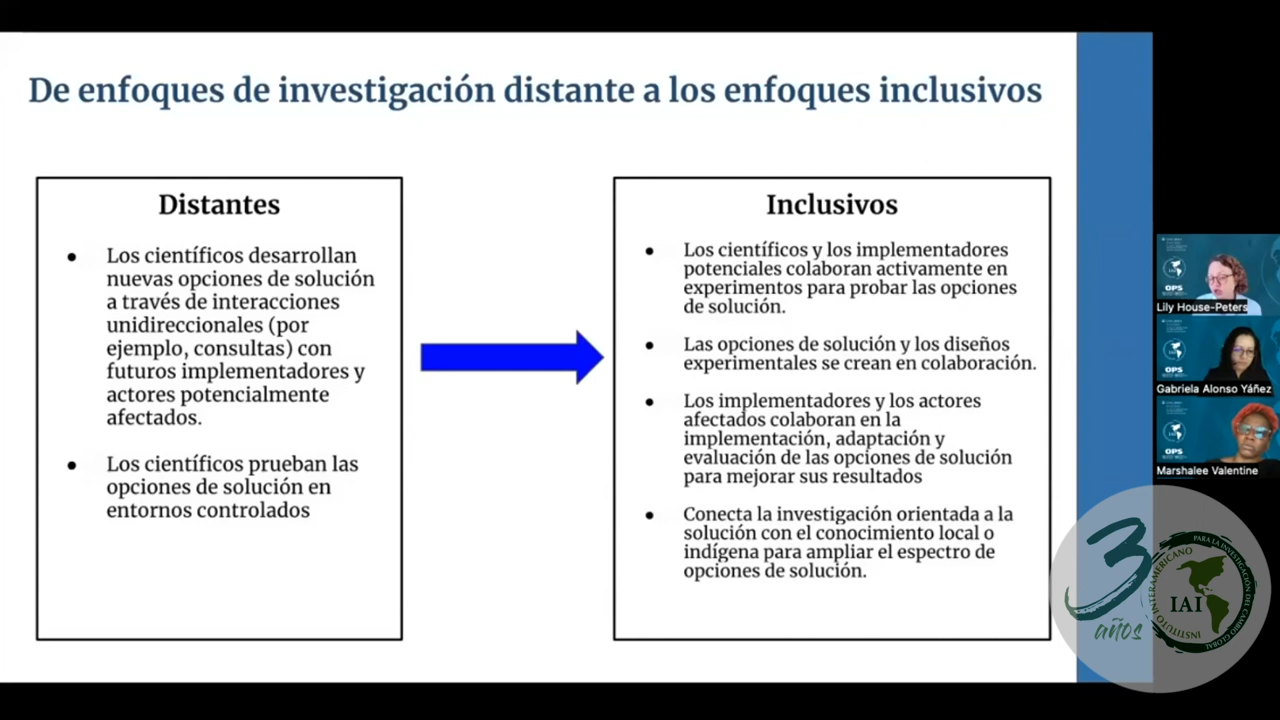 De enfoques de investigación distante a los enfoques inclusivos
Distantes
● Los científicos desarrollan
nuevas opciones de solución
a través de interacciones
unidireccionales (por
ejemplo, consultas) con
futuros implementadores y
actores potencialmente
afectados.
● Los científicos prueban las
opciones de solución en
entornos controlados
Inclusivos
● Los científicos y los implementadores
potenciales colaboran activamente en
experimentos para probar las opciones
de solución.
● Las opciones de solución y los diseños
experimentales se crean en colaboración.
● Los implementadores y los actores
afectados colaboran en la
implementación, adaptación y
evaluación de las opciones de solución
para mejorar sus resultados
● Conecta la investigación orientada a la
solución con el conocimiento local o
indígena para ampliar el espectro de
opciones de solución.
OPS
Lily House-Peters
OPS
Gabriela Alonso Yáñez
OPS
Marshalee Valentine
30 años
INSTITUTO INTERAMERICANO PARA LA INVESTIGACIÓN DEL CAMBIO GLOBAL
IAI